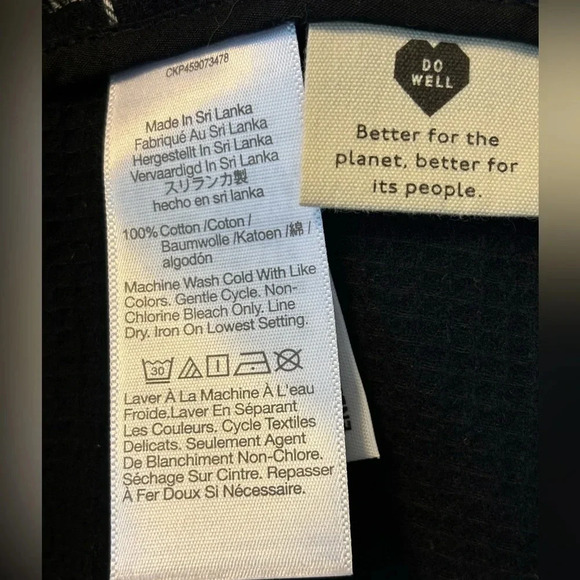 CKP459073478
Made In Sri Lanka
Fabriqué Au Sri Lanka
Hergestellt In Sri Lanka
Vervaardigd In Sri Lanka
スリランカ製
hecho en sri lanka
100% Cotton /Coton /
Baumwolle /Katoen /綿 /
algodón
Machine Wash Cold With Like
Colors. Gentle Cycle. Non-
Chlorine Bleach Only. Line
Dry. Iron On Lowest Setting.
30
Laver À La Machine À L'eau
Froide.Laver En Séparant
Les Couleurs. Cycle Textiles
Délicats. Seulement Agent
De Blanchiment Non-Chlore.
Séchage Sur Cintre. Repasser
À Fer Doux Si Nécessaire.
DO
WELL
Better for the
planet, better for
its people.